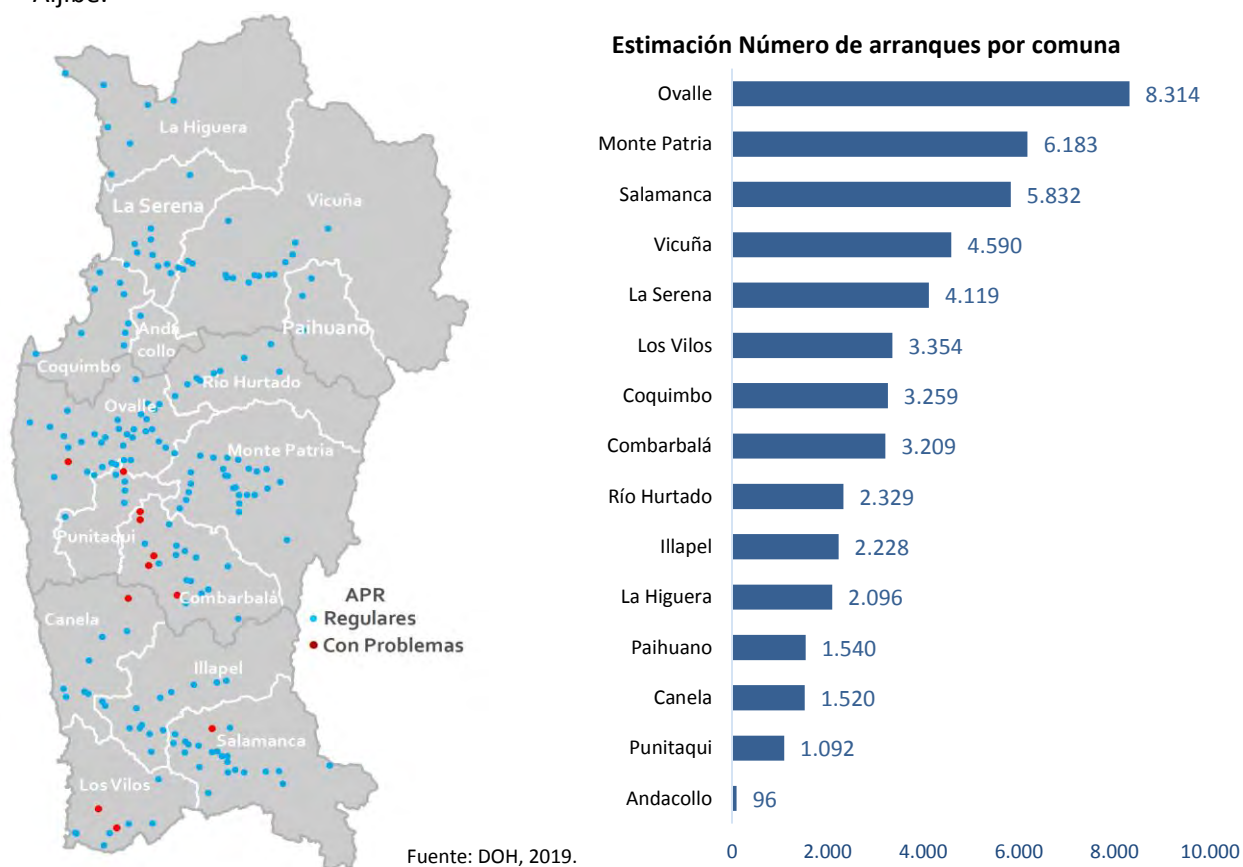 Aljibe.
La Higuera
La Serena
Vicuña
Anda
collo
Paihuano
Coquimbo
Río Hurtado
Ovalle
Monte Patria
Punitaqui
Combarbalá
Canela
Illapel
Salamanca
Los Vilos
APR
Regulares
Con Problemas
Fuente: DOH, 2019.
Estimación Número de arranques por comuna
Ovalle 8.314
Monte Patria 6.183
Salamanca 5.832
Vicuña 4.590
La Serena 4.119
Los Vilos 3.354
Coquimbo 3.259
Combarbalá 3.209
Río Hurtado 2.329
Illapel 2.228
La Higuera 2.096
Paihuano 1.540
Canela 1.520
Punitaqui 1.092
Andacollo 96
0 2.000 4.000 6.000 8.000 10.000